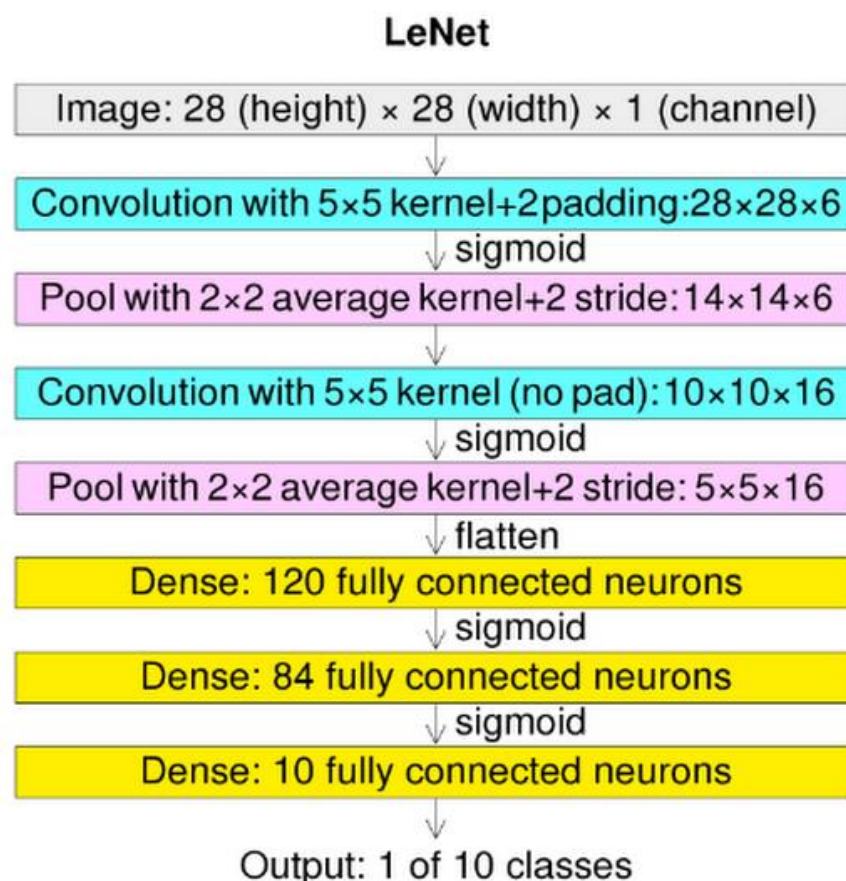 LeNet
Image: 28 (height) × 28 (width) × 1 (channel)
Convolution with 5×5 kernel+2padding:28×28×6
sigmoid
Pool with 2×2 average kernel+2 stride:14×14×6
Convolution with 5×5 kernel (no pad):10×10×16
sigmoid
Pool with 2×2 average kernel+2 stride: 5×5×16
flatten
Dense: 120 fully connected neurons
sigmoid
Dense: 84 fully connected neurons
sigmoid
Dense: 10 fully connected neurons
Output: 1 of 10 classes